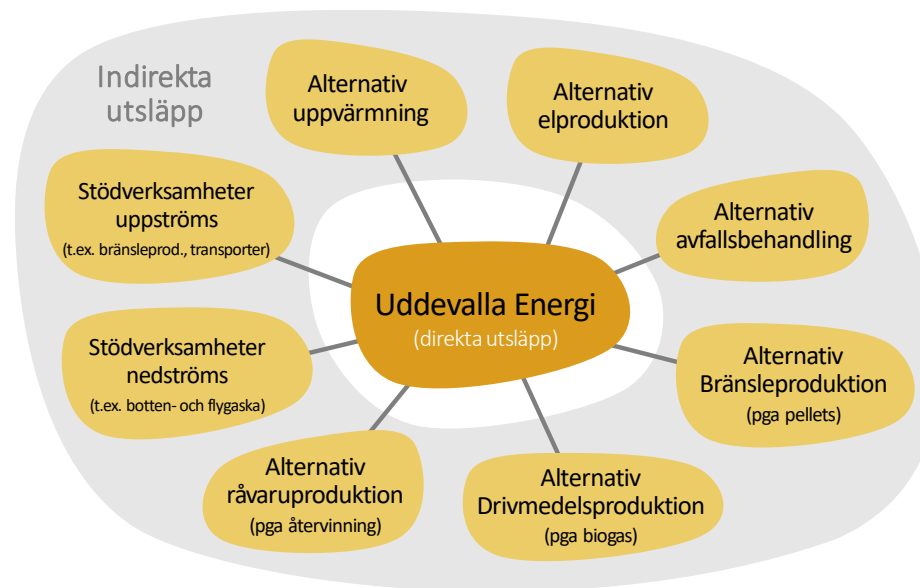 Indirekta
utsläpp
Alternativ
uppvärmning
Alternativ
elproduktion
Stödverksamheter
uppströms
(t.ex. bränsleprod., transporter)
Alternativ
avfallsbehandling
Uddevalla Energi
(direkta utsläpp)
Stödverksamheter
nedströms
(t.ex. botten- och flygaska)
Alternativ
Bränsleproduktion
(pga pellets)
Alternativ
råvaruproduktion
(pga återvinning)
Alternativ
Drivmedelsproduktion
(pga biogas)